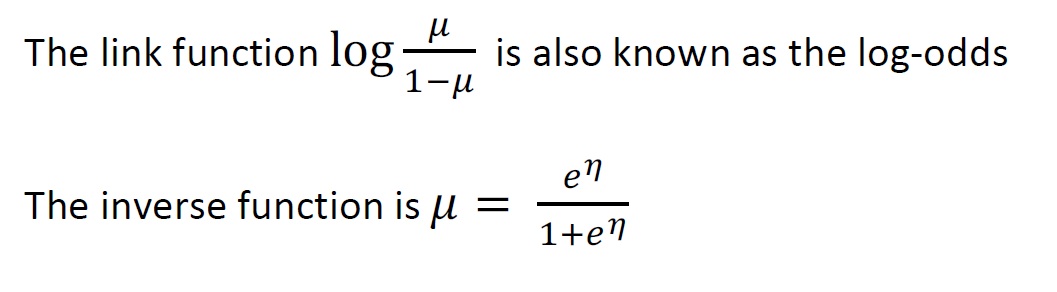 The link function log μ/1−μ is also known as the log-odds
The inverse function is μ = e^η/1+e^η